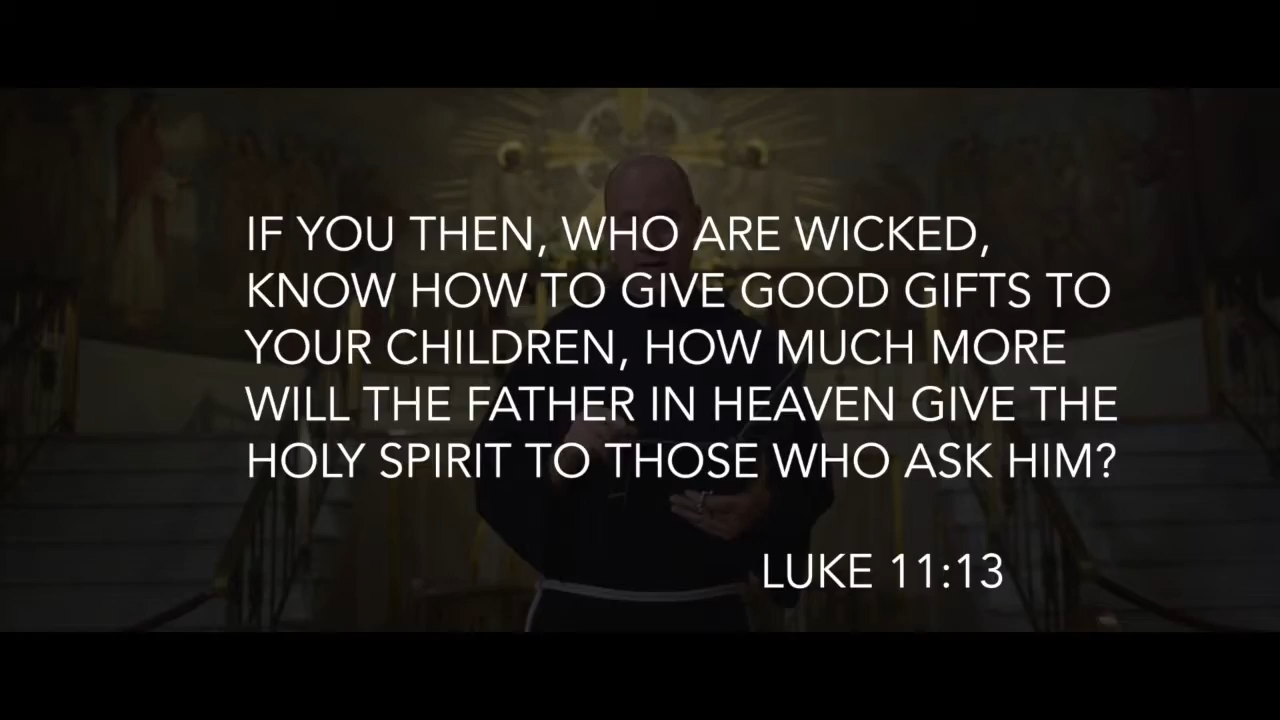 IF YOU THEN, WHO ARE WICKED,
KNOW HOW TO GIVE GOOD GIFTS TO
YOUR CHILDREN, HOW MUCH MORE
WILL THE FATHER IN HEAVEN GIVE THE
HOLY SPIRIT TO THOSE WHO ASK HIM?
LUKE 11:13